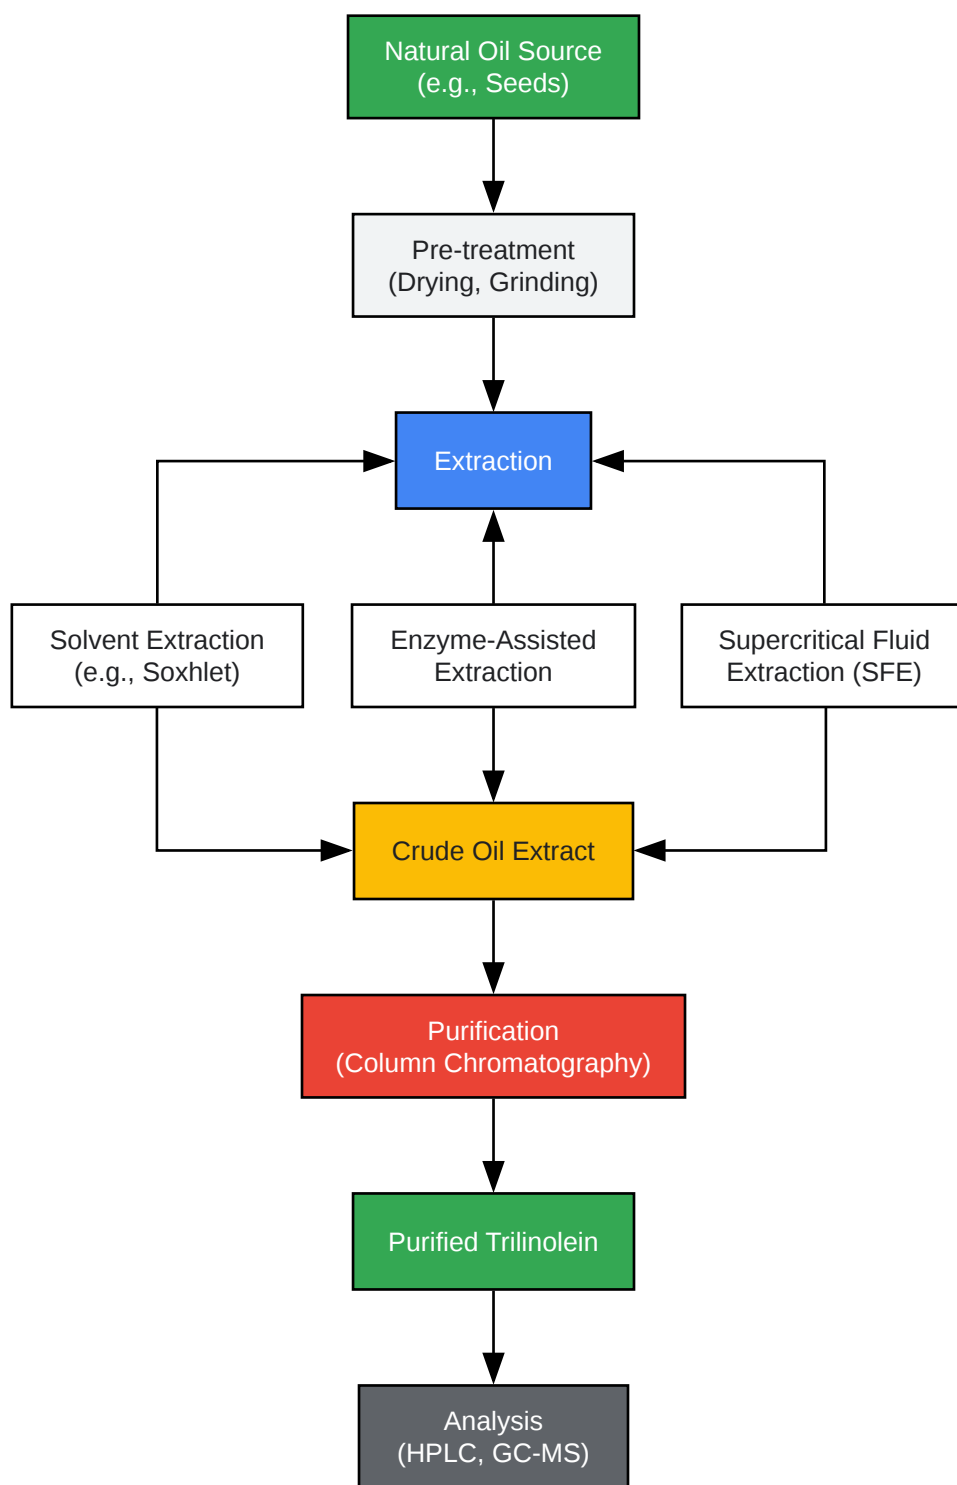 Natural Oil Source
(e.g., Seeds)
Pre-treatment
(Drying, Grinding)
Extraction
Solvent Extraction
(e.g., Soxhlet)
Enzyme-Assisted
Extraction
Supercritical Fluid
Extraction (SFE)
Crude Oil Extract
Purification
(Column Chromatography)
Purified Trilinolein
Analysis
(HPLC, GC-MS)